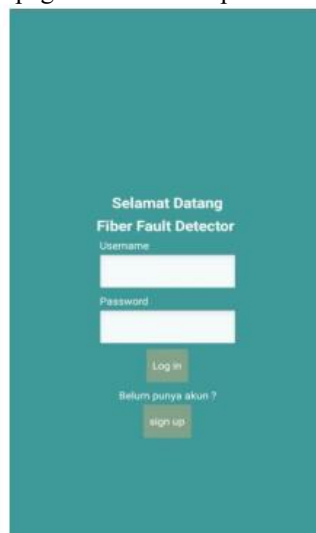 Selamat Datang
Fiber Fault Detector
Username
Password
Log in
Belum punya akun ?
sign up